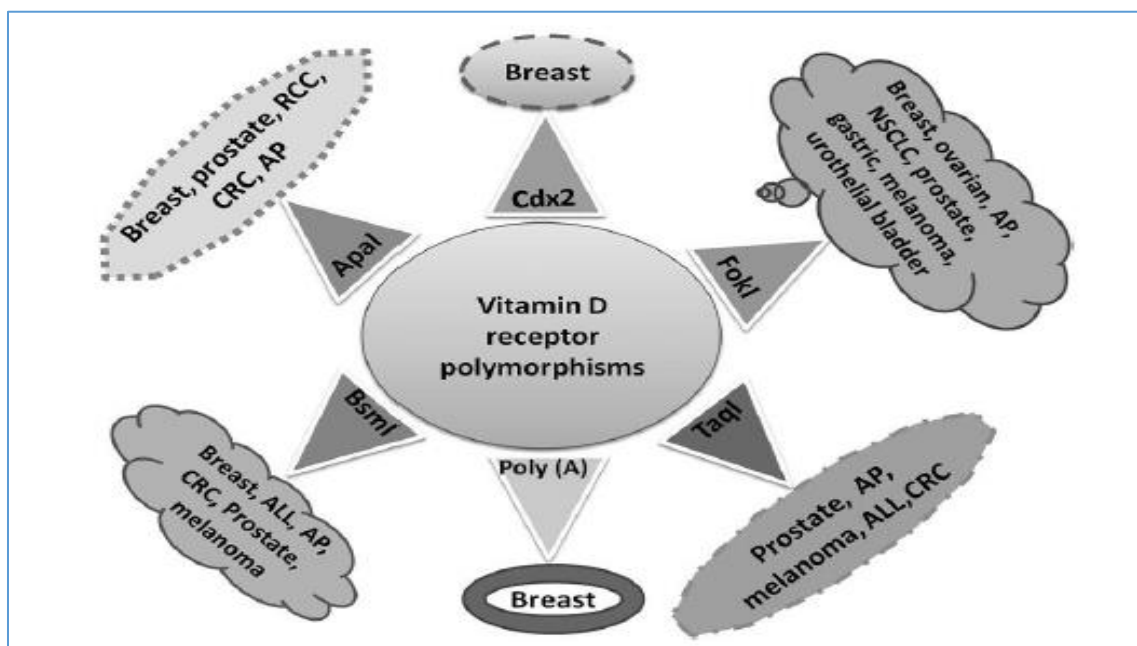 Breast
Cdx2
Breast, prostate, RCC,
CRC, AP
ApaI
Breast, ovarian, AP,
NSCLC, prostate,
gastric, melanoma,
urothelial bladder
FokI
Vitamin D
receptor
polymorphisms
BsmI
Breast, ALL, AP,
CRC, Prostate,
melanoma
TaqI
Prostate, AP,
melanoma, ALL,CRC
Poly (A)
Breast